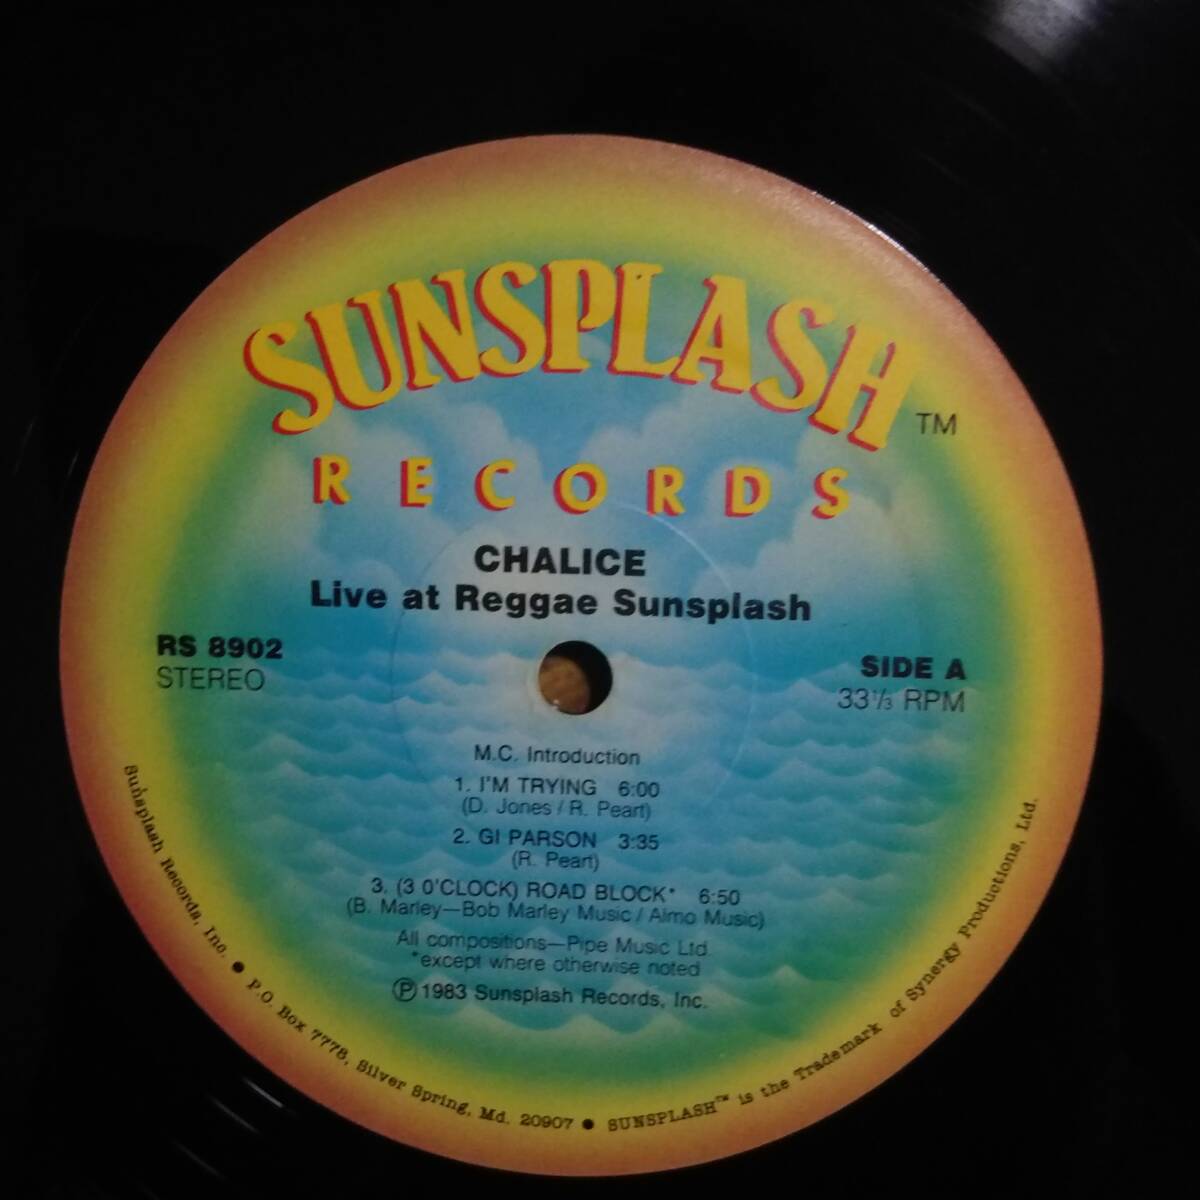 SUNSPLASH TM
RECORDS
CHALICE
Live at Reggae Sunsplash
RS 8902
STEREO
SIDE A
33⅓ RPM
M.C. Introduction
1. I'M TRYING 6:00
(D. Jones / R. Peart)
2. GI PARSON 3:35
(R. Peart)
3. (3 O'CLOCK) ROAD BLOCK* 6:50
(B. Marley—Bob Marley Music / Almo Music)
All compositions—Pipe Music Ltd.
*except where otherwise noted
Ⓟ 1983 Sunsplash Records, Inc.
Sunsplash Records, Inc. ● P.O. Box 7778, Silver Spring, Md. 20907 ● SUNSPLASH™ is the Trademark of Synergy Productions, Ltd.